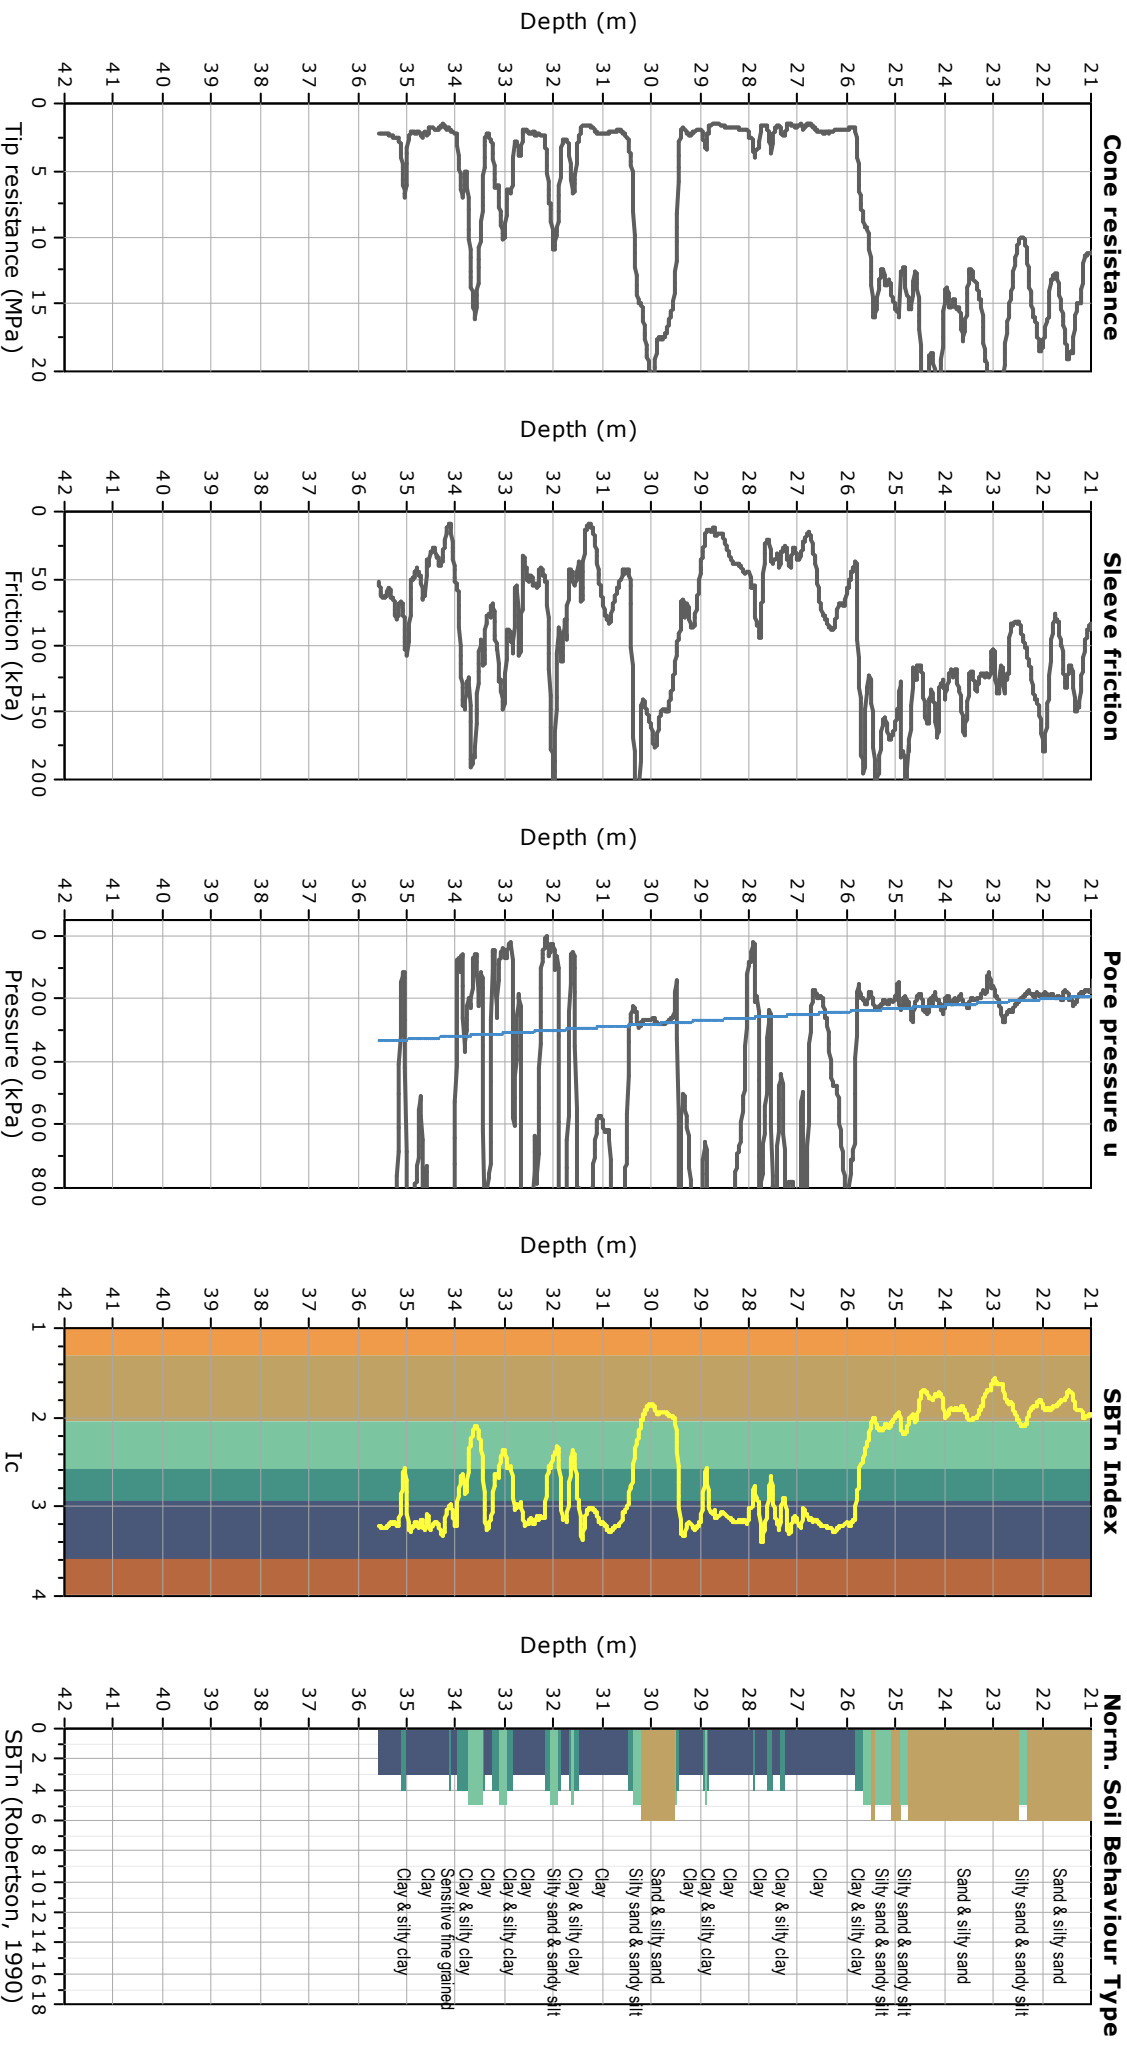 Cone resistance
Depth (m)
21
22
23
24
25
26
27
28
29
30
31
32
33
34
35
36
37
38
39
40
41
42
0 5 10 15 20
Tip resistance (MPa)
Sleeve friction
Depth (m)
21
22
23
24
25
26
27
28
29
30
31
32
33
34
35
36
37
38
39
40
41
42
0 50 100 150 200
Friction (kPa)
Pore pressure u
Depth (m)
21
22
23
24
25
26
27
28
29
30
31
32
33
34
35
36
37
38
39
40
41
42
0 200 400 600 800
Pressure (kPa)
SBTn Index
Depth (m)
21
22
23
24
25
26
27
28
29
30
31
32
33
34
35
36
37
38
39
40
41
42
1 2 3 4
Ic
Norm. Soil Behaviour Type
Depth (m)
21
22
23
24
25
26
27
28
29
30
31
32
33
34
35
36
37
38
39
40
41
42
Sand & silty sand
Silty sand & sandy silt
Sand & silty sand
Silty sand & sandy silt
Silty sand & sandy silt
Clay & silty clay
Clay
Clay & silty clay
Clay
Clay
Clay & silty clay
Clay
Sand & silty sand
Silty sand & sandy silt
Clay
Clay & silty clay
Silty sand & sandy silt
Clay
Clay & silty clay
Clay
Clay & silty clay
Sensitive fine grained
Clay
Clay & silty clay
0 2 4 6 8 10 12 14 16 18
SBTn (Robertson, 1990)